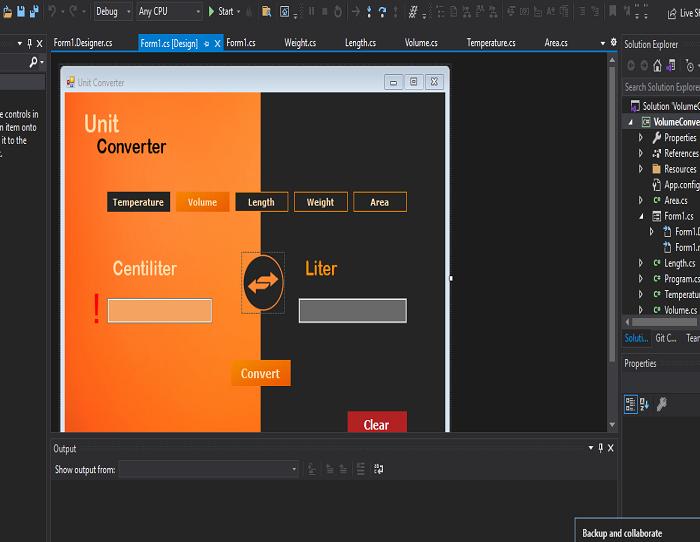 Debug Any CPU Start Live Sh
Form1.Designer.cs Form1.cs [Design] Form1.cs Weight.cs Length.cs Volume.cs Temperature.cs Area.cs
Solution Explorer
Search Solution Explorer
Solution 'VolumeC
VolumeConve
Properties
References
Resources
App.config
C# Area.cs
Form1.cs
Form1.D
Form1.r
C# Length.cs
C# Program.cs
C# Temperatu
C# Volume.cs
Soluti... Git C... Tean
Properties
e controls in
n item onto
it to the
t.
Unit Converter
Unit
Converter
Temperature Volume Length Weight Area
Centiliter Liter
!
Convert
Clear
Output
Show output from:
Backup and collaborate